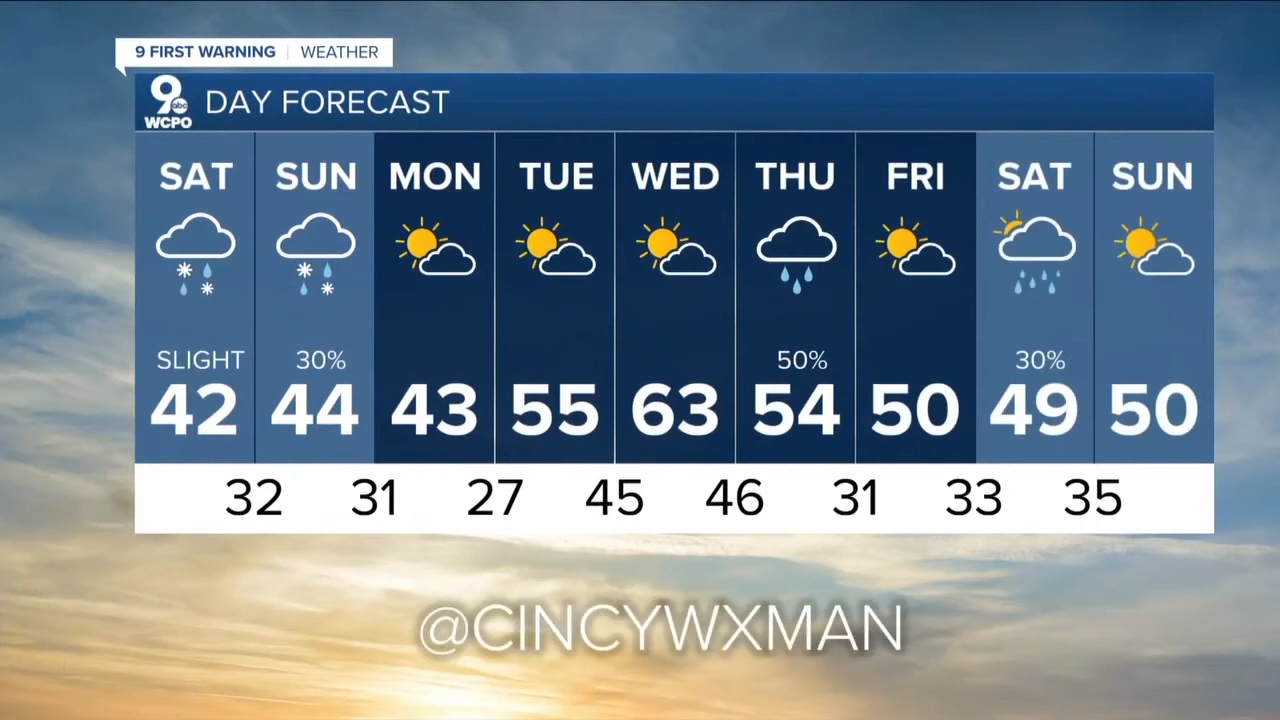 9 FIRST WARNING | WEATHER
9 abc WCPO DAY FORECAST
SAT SUN MON TUE WED THU FRI SAT SUN
SLIGHT 30% 50% 30%
42 44 43 55 63 54 50 49 50
32 31 27 45 46 31 33 35
@CINCYWXMAN